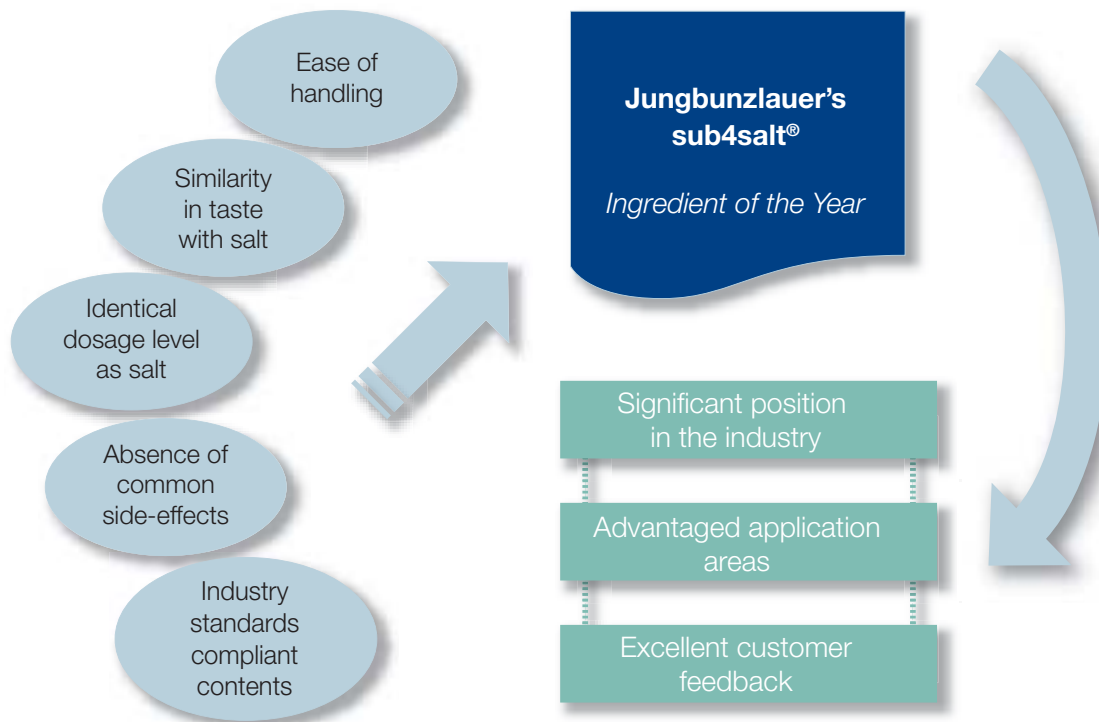 Ease of
handling
Similarity
in taste
with salt
Identical
dosage level
as salt
Absence of
common
side-effects
Industry
standards
compliant
contents
Jungbunzlauer’s
sub4salt®
Ingredient of the Year
Significant position
in the industry
Advantaged application
areas
Excellent customer
feedback